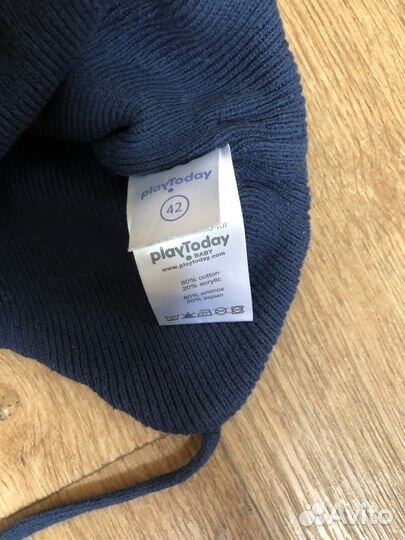 playToday
42
playToday
BABY
www.playtoday.com
80% cotton
20% acrylic
80% хлопок
20% акрил
Avito